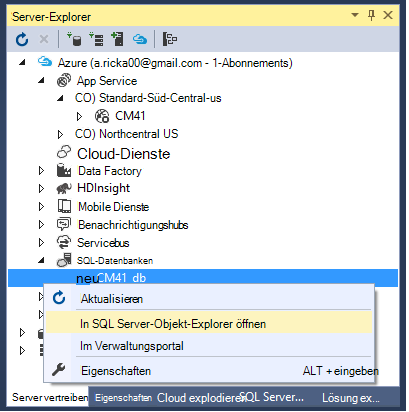 Server-Explorer
Azure (a.ricka00@gmail.com - 1-Abonnements)
App Service
CO) Standard-Süd-Central-us
CM41
CO) Northcentral US
Cloud-Dienste
Data Factory
HDInsight
Mobile Dienste
Benachrichtigungshubs
Servicebus
SQL-Datenbanken
neuCM41_db
Aktualisieren
In SQL Server-Objekt-Explorer öffnen
Im Verwaltungsportal
Eigenschaften ALT +eingeben
Server vertreiben Eigenschaften Cloud explodieren SQL Server... Lösung ex...